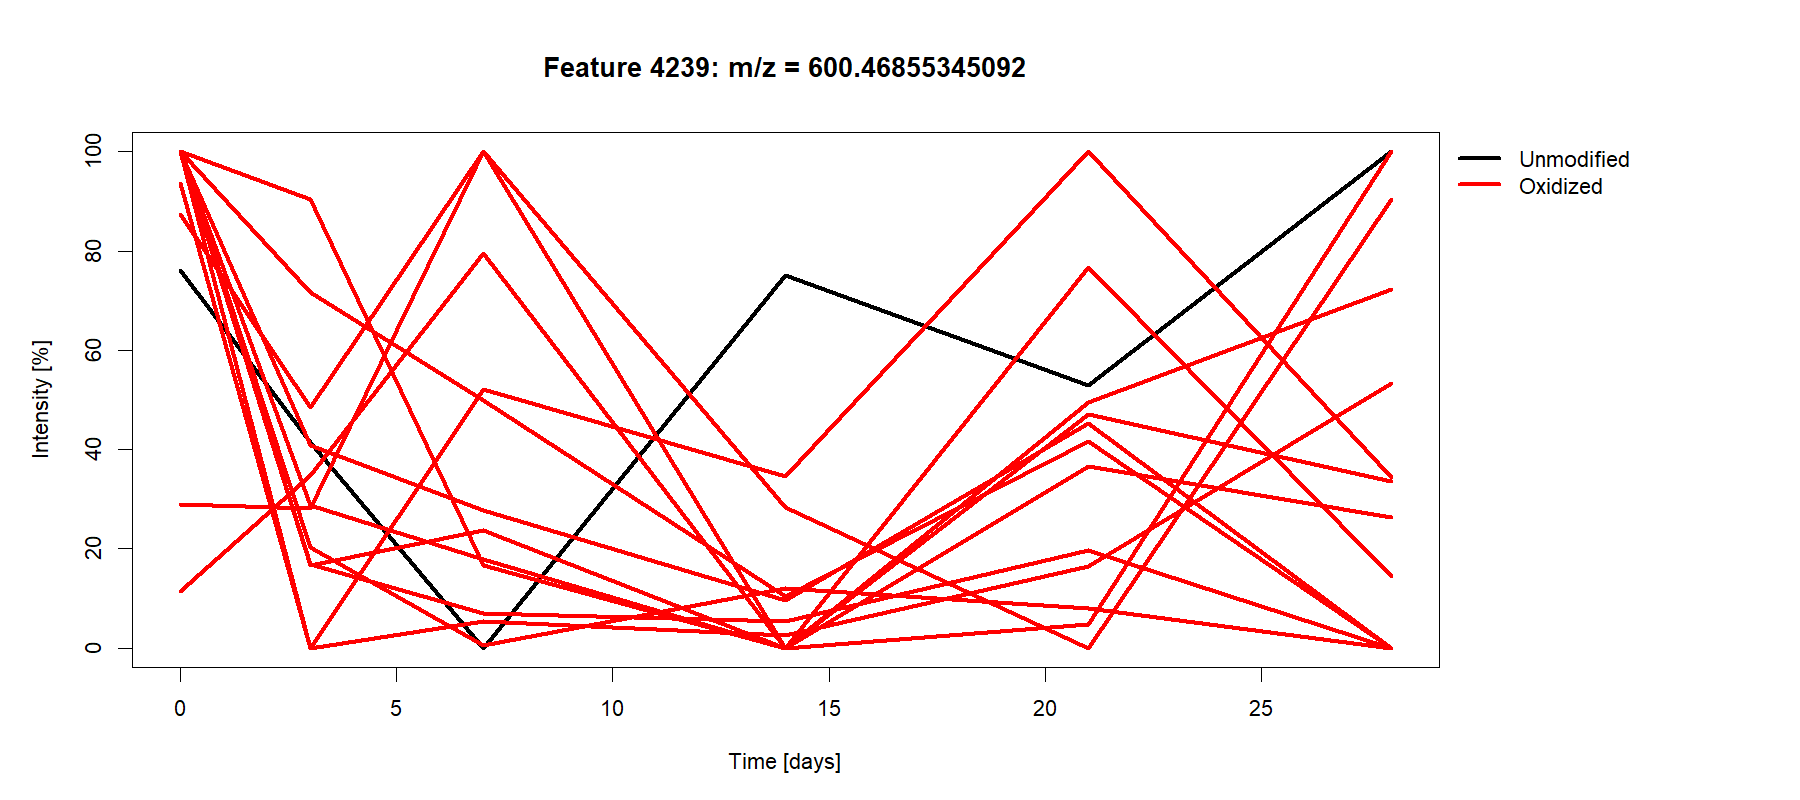 Feature 4239: m/z = 600.46855345092
Unmodified
Oxidized
Intensity [%]
100
80
60
40
20
0
0 5 10 15 20 25
Time [days]